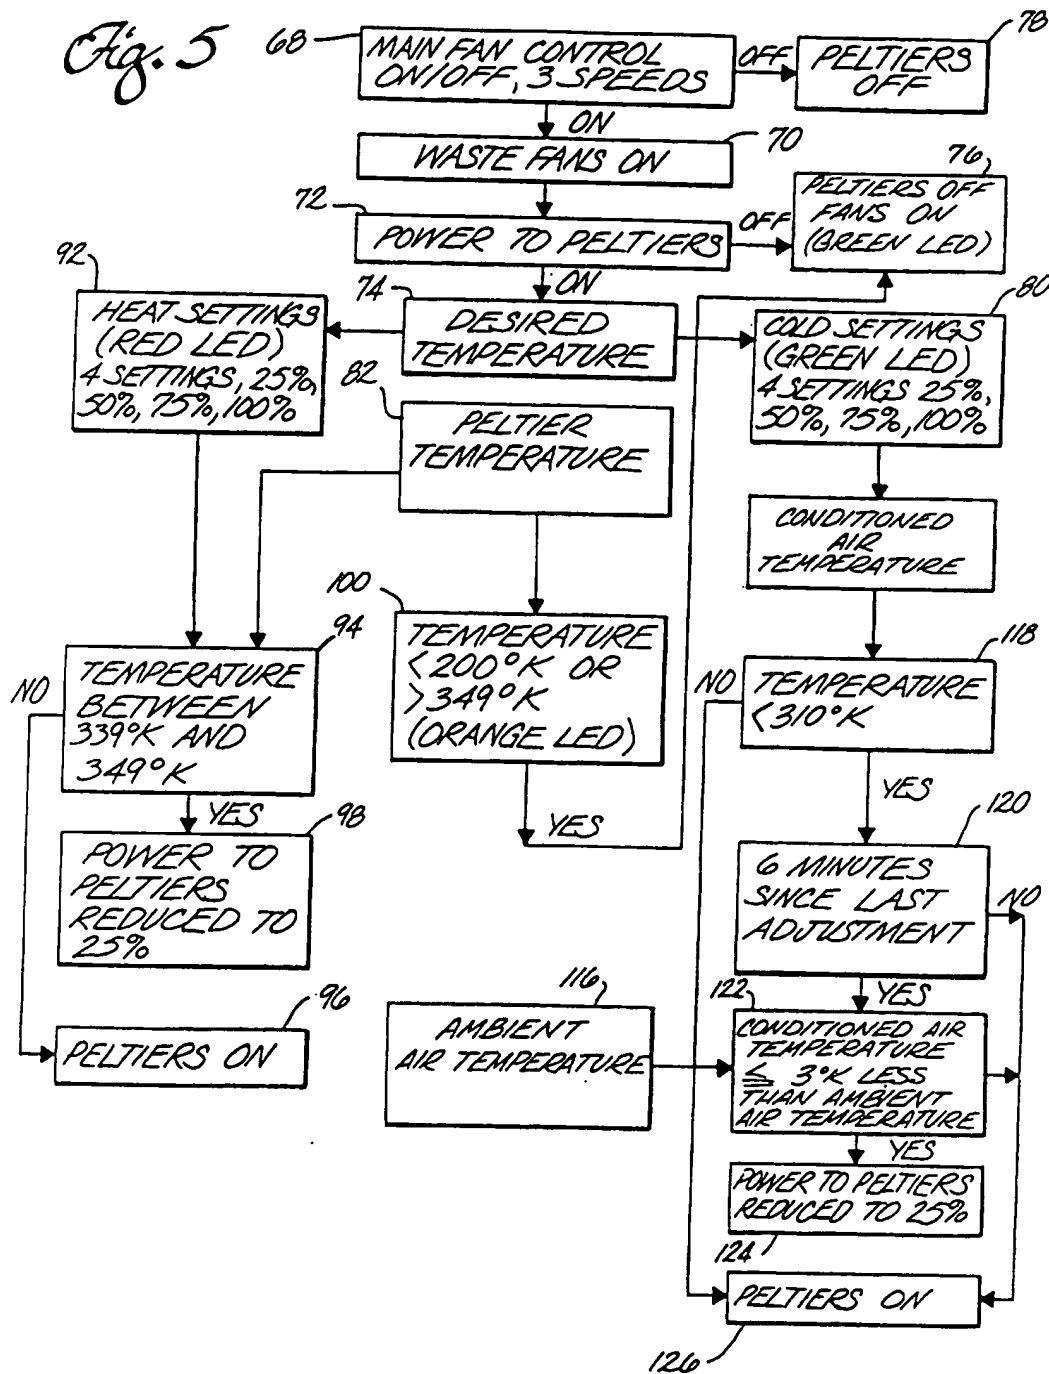 Fig. 5
68
MAIN FAN CONTROL
ON/OFF, 3 SPEEDS
OFF
78
PELTIERS
OFF
ON
70
WASTE FANS ON
72
POWER TO PELTIERS
OFF
76
PELTIERS OFF
FANS ON
(GREEN LED)
ON
92
HEAT SETTINGS
(RED LED)
4 SETTINGS, 25%,
50%, 75%, 100%
74
DESIRED
TEMPERATURE
80
COLD SETTINGS
(GREEN LED)
4 SETTINGS 25%,
50%, 75%, 100%
82
PELTIER
TEMPERATURE
CONDITIONED
AIR
TEMPERATURE
94
TEMPERATURE
BETWEEN
339°K AND
349°K
NO
YES
100
TEMPERATURE
<200°K OR
>349°K
(ORANGE LED)
YES
118
TEMPERATURE
<310°K
NO
YES
98
POWER TO
PELTIERS
REDUCED TO
25%
120
6 MINUTES
SINCE LAST
ADJUSTMENT
NO
YES
96
PELTIERS ON
116
AMBIENT
AIR TEMPERATURE
122
CONDITIONED AIR
TEMPERATURE
≦ 3°K LESS
THAN AMBIENT
AIR TEMPERATURE
YES
POWER TO PELTIERS
REDUCED TO 25%
124
PELTIERS ON
126